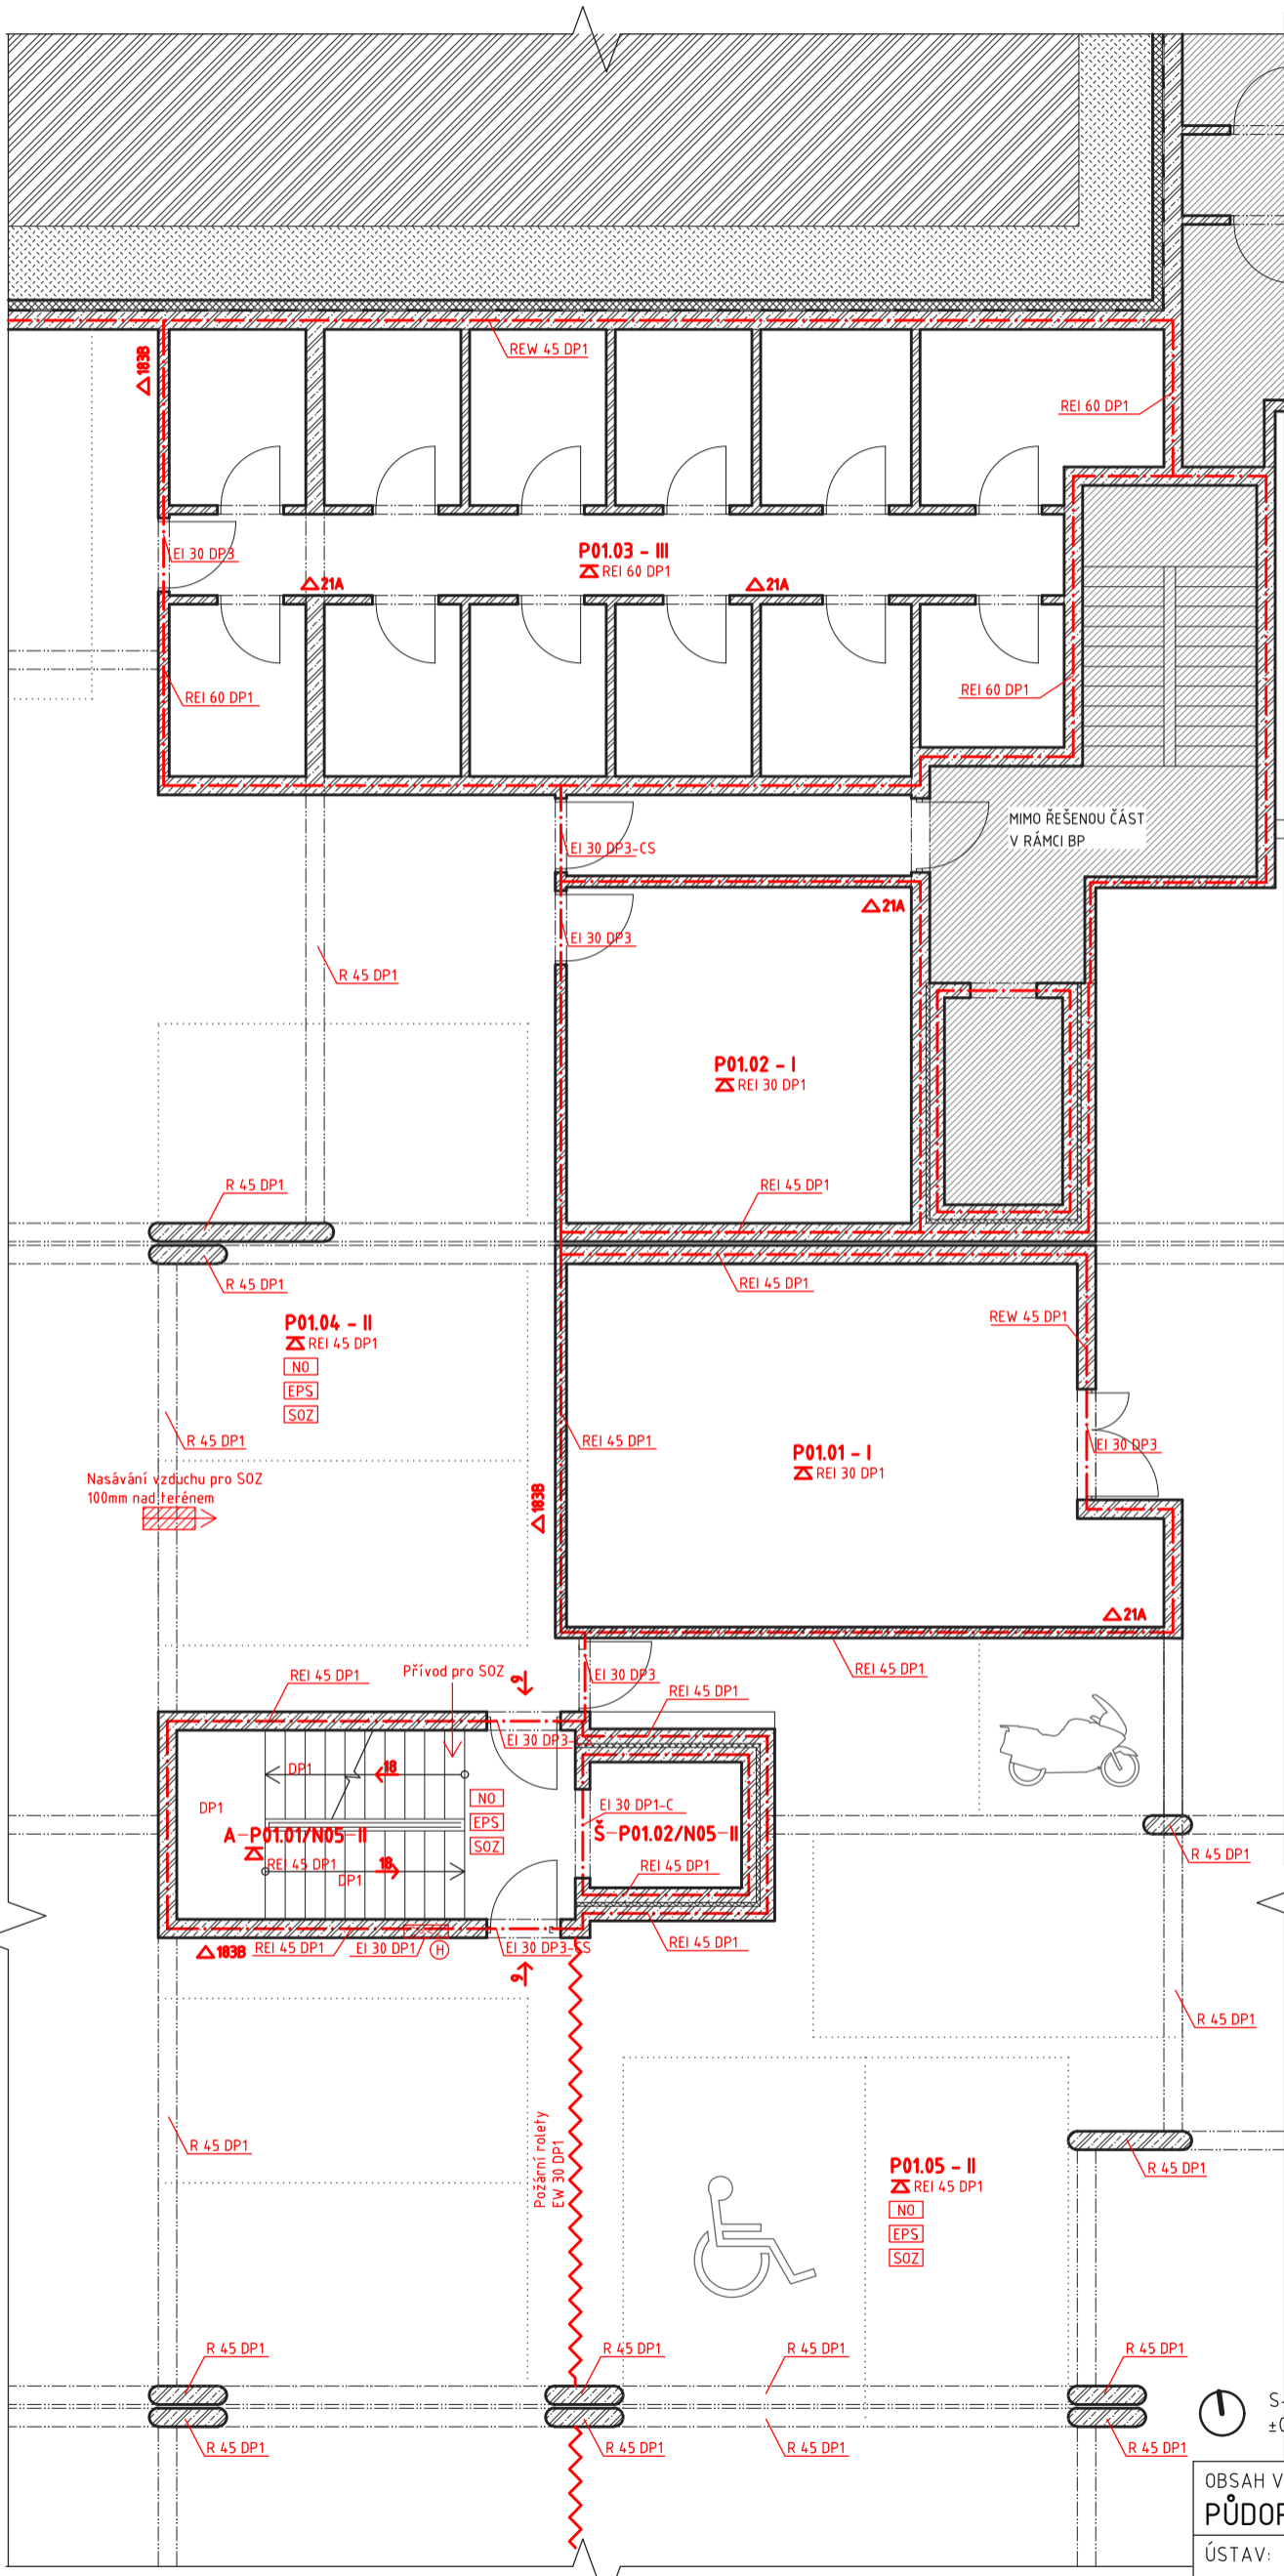 REW 45 DP1
183B
REI 60 DP1
EI 30 DP3
P01.03 - III
REI 60 DP1
21A
21A
REI 60 DP1
REI 60 DP1
MIMO ŘEŠENOU ČÁST
V RÁMCI BP
EI 30 DP3-CS
21A
EI 30 DP3
R 45 DP1
P01.02 - I
REI 30 DP1
R 45 DP1
REI 45 DP1
R 45 DP1
REI 45 DP1
P01.04 - II
REI 45 DP1
NO
EPS
SOZ
REW 45 DP1
R 45 DP1
REI 45 DP1
EI 30 DP3
P01.01 - I
REI 30 DP1
Nasávání vzduchu pro SOZ
100mm nad terénem
183B
21A
REI 45 DP1
Přívod pro SOZ
9
EI 30 DP3
REI 45 DP1
REI 45 DP1
EI 30 DP3-CS
DP1
18
DP1
NO
EPS
SOZ
EI 30 DP1-C
A-P01.01/N05-II
REI 45 DP1
Š-P01.02/N05-II
18
DP1
REI 45 DP1
R 45 DP1
183B
REI 45 DP1
EI 30 DP1
H
EI 30 DP3-CS
REI 45 DP1
9
R 45 DP1
Požární rolety
EW 30 DP1
R 45 DP1
P01.05 - II
REI 45 DP1
NO
EPS
SOZ
R 45 DP1
R 45 DP1
R 45 DP1
R 45 DP1
R 45 DP1
R 45 DP1
R 45 DP1
R 45 DP1
R 45 DP1
OBSAH V
PŮDOR
ÚSTAV: